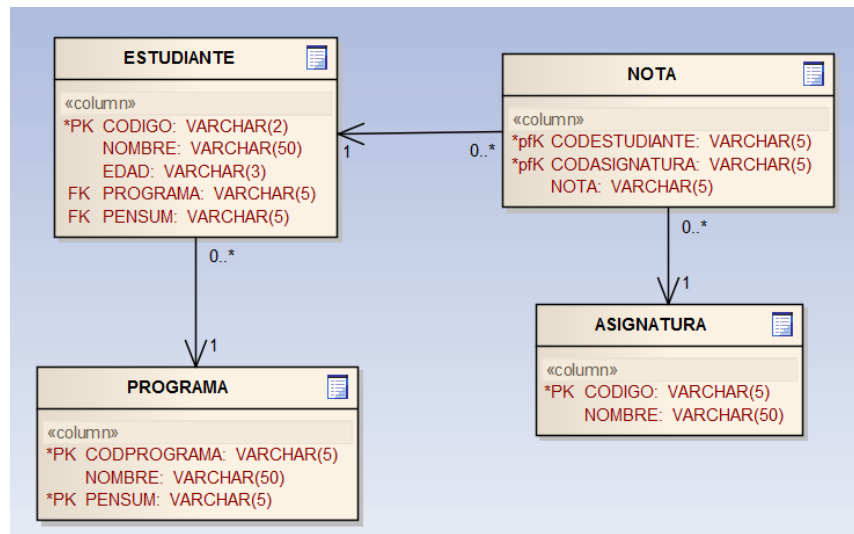 ESTUDIANTE
«column»
*PK CODIGO: VARCHAR(2)
NOMBRE: VARCHAR(50)
EDAD: VARCHAR(3)
FK PROGRAMA: VARCHAR(5)
FK PENSUM: VARCHAR(5)
1
0..*
NOTA
«column»
*pfK CODESTUDIANTE: VARCHAR(5)
*pfK CODASIGNATURA: VARCHAR(5)
NOTA: VARCHAR(5)
0..*
0..*
1
1
ASIGNATURA
«column»
*PK CODIGO: VARCHAR(5)
NOMBRE: VARCHAR(50)
PROGRAMA
«column»
*PK CODPROGRAMA: VARCHAR(5)
NOMBRE: VARCHAR(50)
*PK PENSUM: VARCHAR(5)